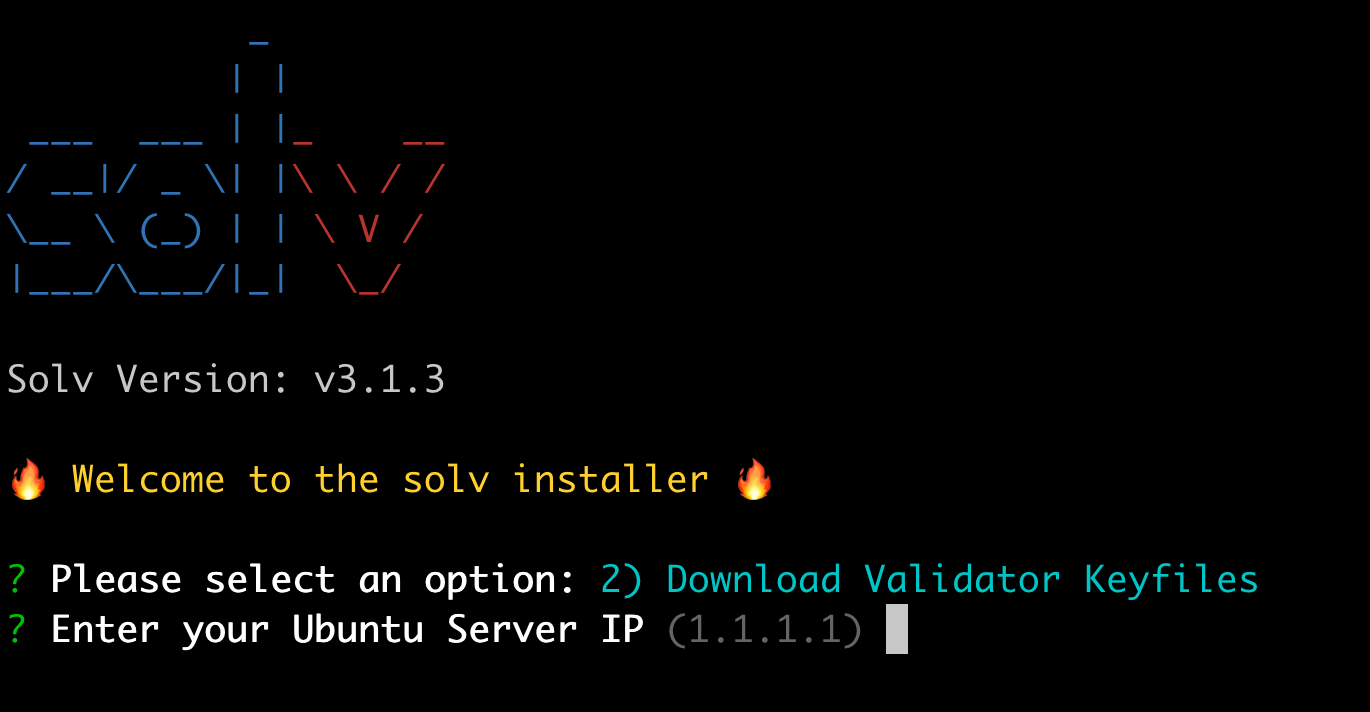 solv
Solv Version: v3.1.3
🔥 Welcome to the solv installer 🔥
? Please select an option: 2) Download Validator Keyfiles
? Enter your Ubuntu Server IP (1.1.1.1)